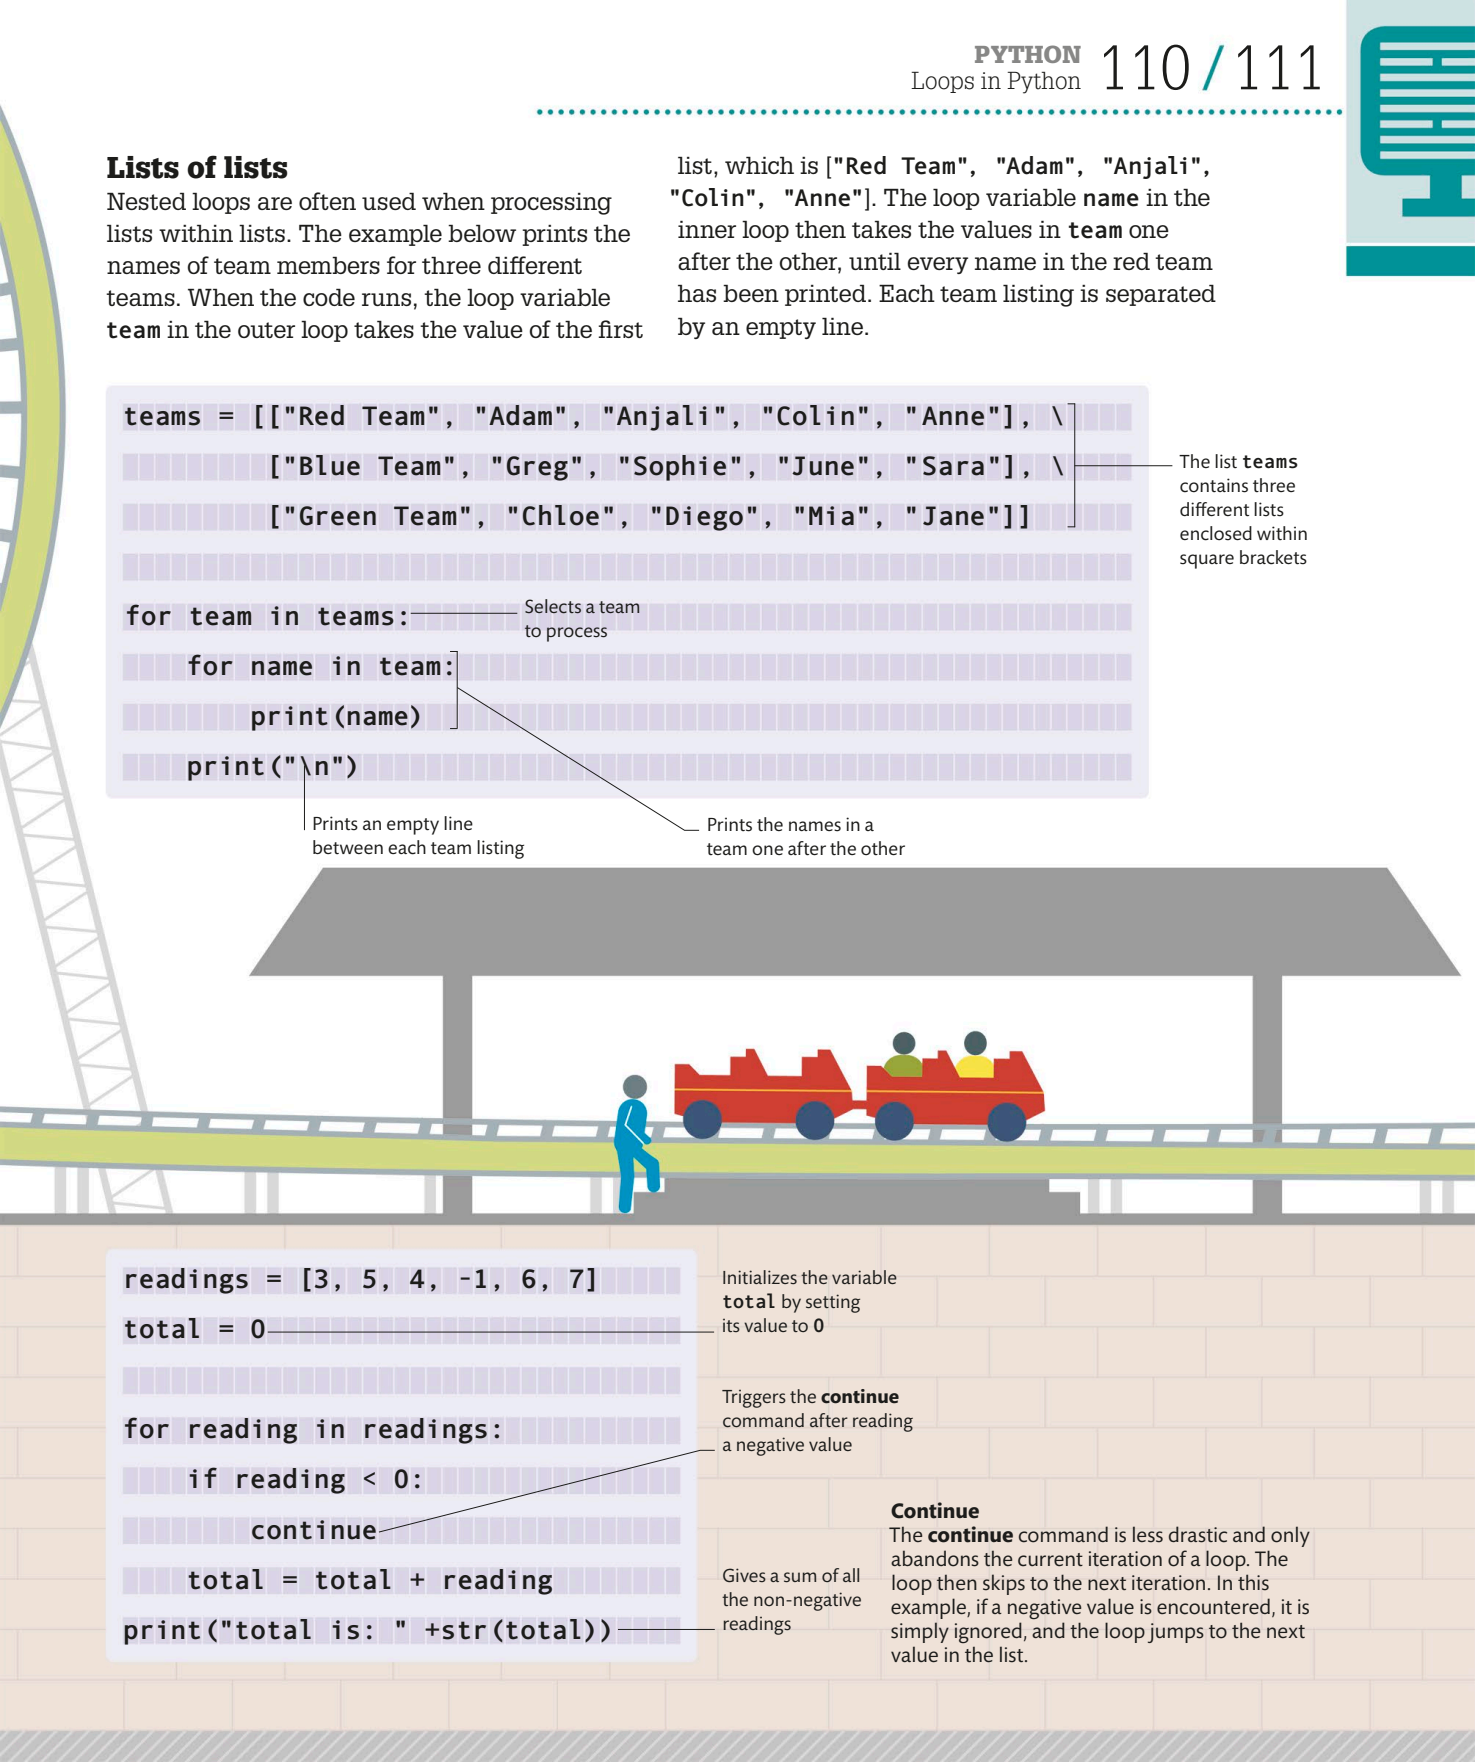 PYTHON
Loops in Python
110/111
Lists of lists
Nested loops are often used when processing
lists within lists. The example below prints the
names of team members for three different
teams. When the code runs, the loop variable
team in the outer loop takes the value of the first
list, which is ["Red Team", "Adam", "Anjali",
"Colin", "Anne"]. The loop variable name in the
inner loop then takes the values in team one
after the other, until every name in the red team
has been printed. Each team listing is separated
by an empty line.
teams = [["Red Team", "Adam", "Anjali", "Colin", "Anne"], \
["Blue Team", "Greg", "Sophie", "June", "Sara"], \
["Green Team", "Chloe", "Diego", "Mia", "Jane"]]
The list teams
contains three
different lists
enclosed within
square brackets
for team in teams:
Selects a team
to process
for name in team:
print(name)
print("\n")
Prints an empty line
between each team listing
Prints the names in a
team one after the other
readings = [3, 5, 4, -1, 6, 7]
total = 0
Initializes the variable
total by setting
its value to 0
for reading in readings:
if reading < 0:
continue
Triggers the continue
command after reading
a negative value
total = total + reading
print("total is: " +str(total))
Gives a sum of all
the non-negative
readings
Continue
The continue command is less drastic and only
abandons the current iteration of a loop. The
loop then skips to the next iteration. In this
example, if a negative value is encountered, it is
simply ignored, and the loop jumps to the next
value in the list.